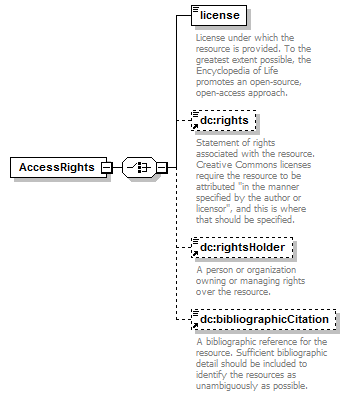 license
License under which the
resource is provided. To the
greatest extent possible, the
Encyclopedia of Life
promotes an open-source,
open-access approach.
dc:rights
Statement of rights
associated with the resource.
Creative Commons licenses
require the resource to be
attributed "in the manner
specified by the author or
licensor", and this is where
that should be specified.
AccessRights
dc:rightsHolder
A person or organization
owning or managing rights
over the resource.
dc:bibliographicCitation
A bibliographic reference for the
resource. Sufficient bibliographic
detail should be included to
identify the resources as
unambiguously as possible.